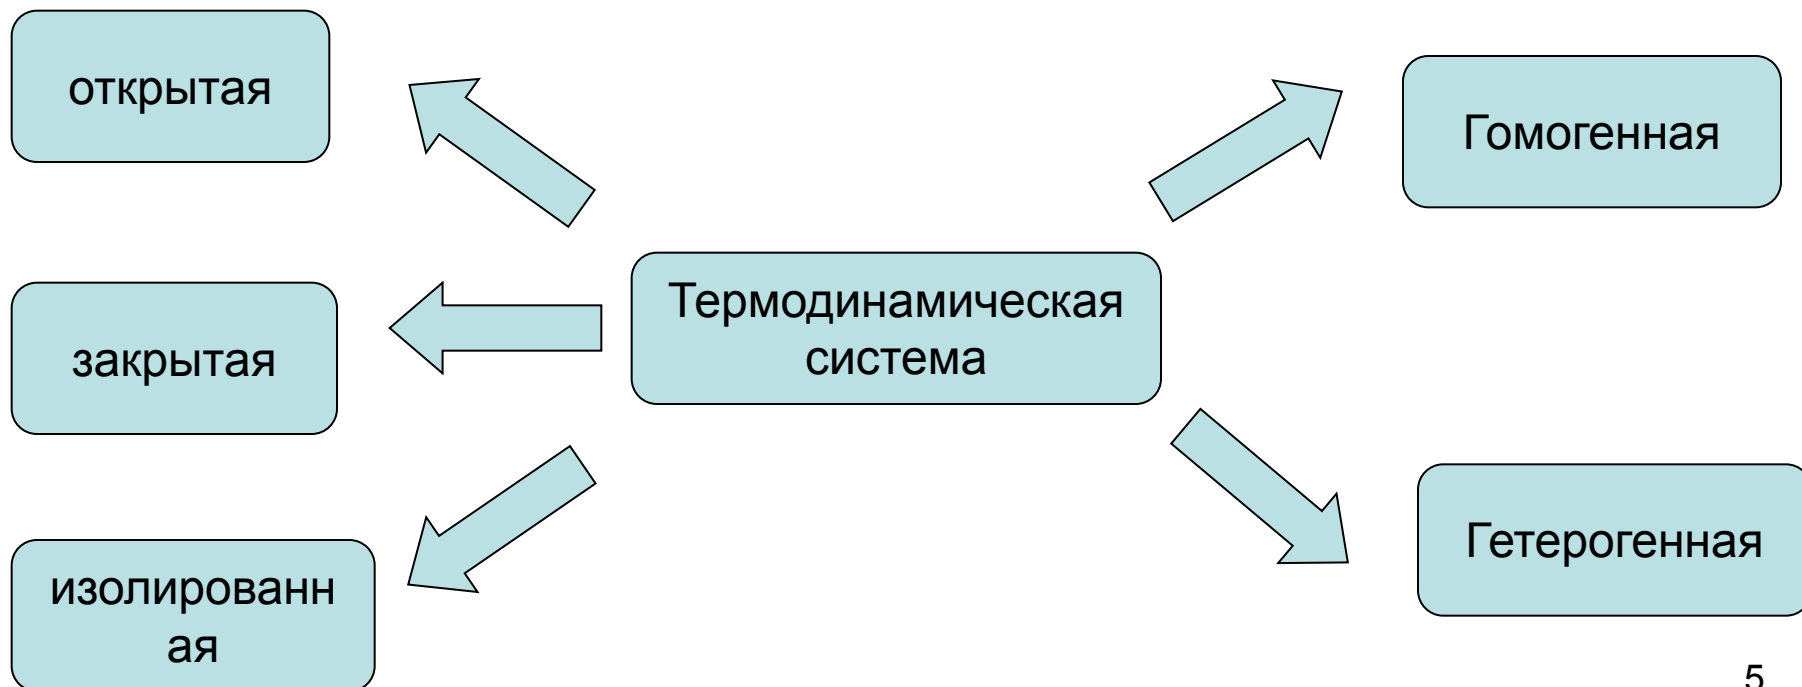 открытая
закрытая
изолированн
ая
Термодинамическая
система
Гомогенная
Гетерогенная
5